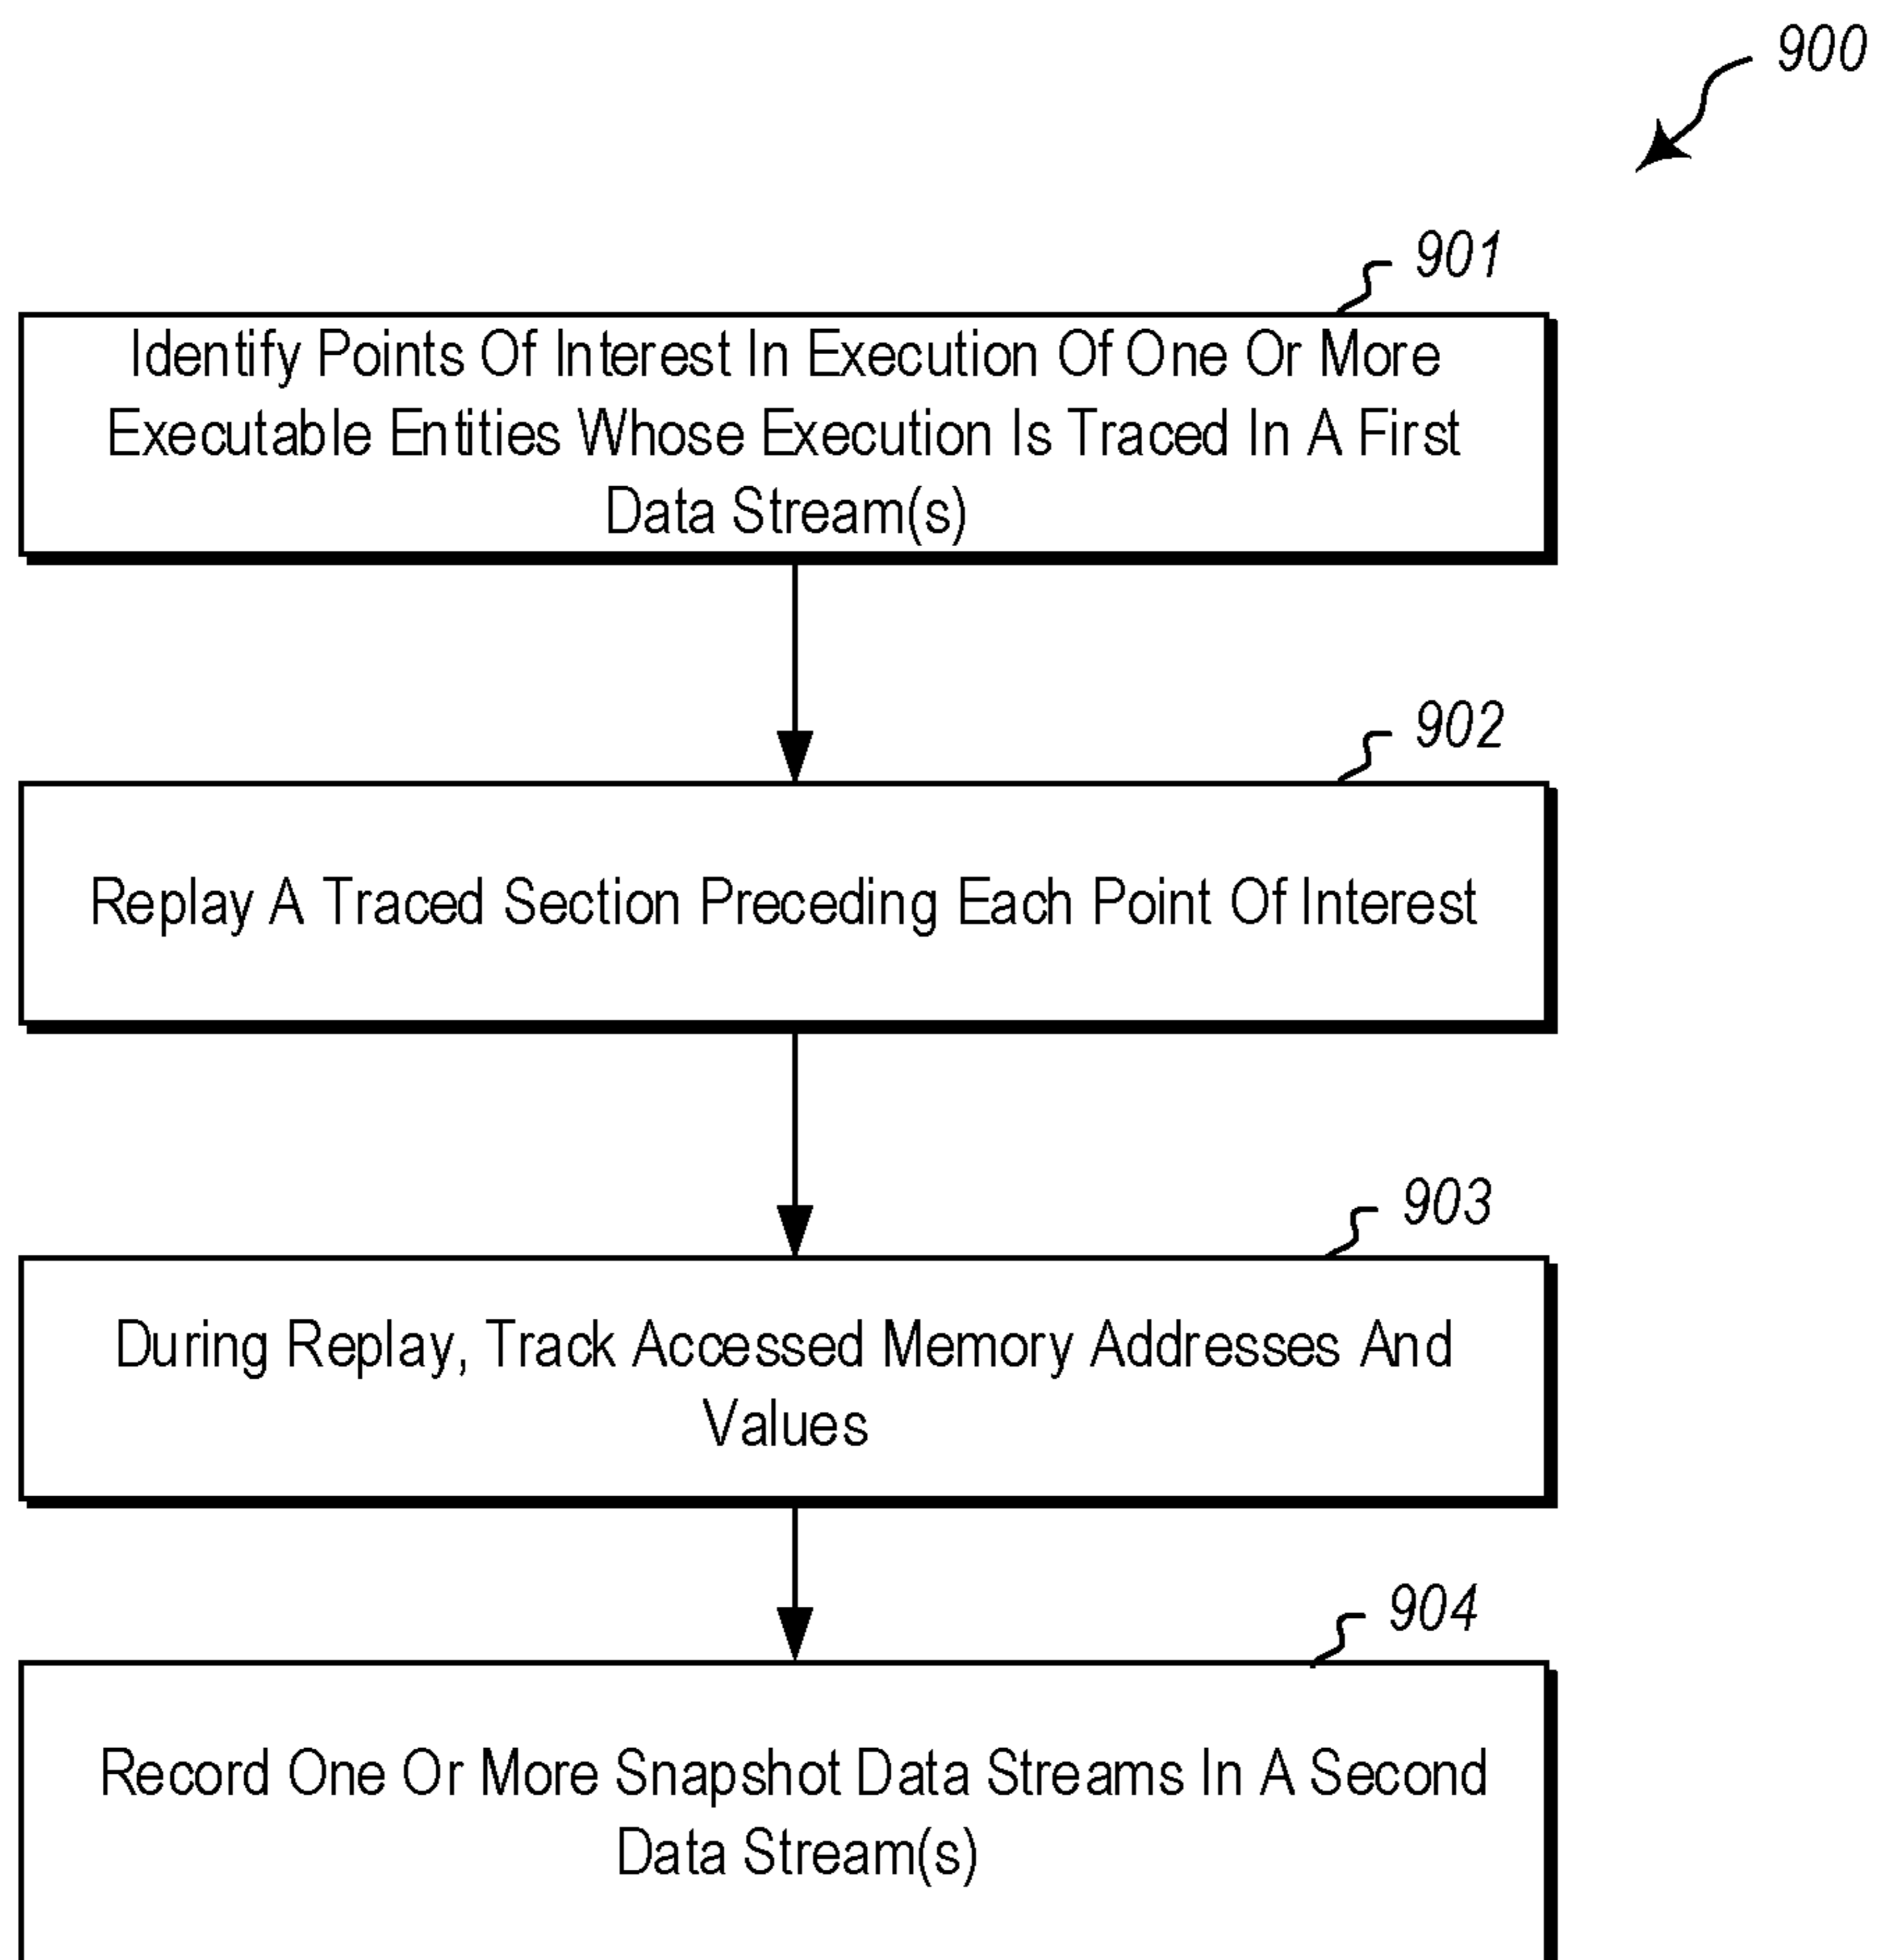 900
901
Identify Points Of Interest In Execution Of One Or More
Executable Entities Whose Execution Is Traced In A First
Data Stream(s)
902
Replay A Traced Section Preceding Each Point Of Interest
903
During Replay, Track Accessed Memory Addresses And
Values
904
Record One Or More Snapshot Data Streams In A Second
Data Stream(s)